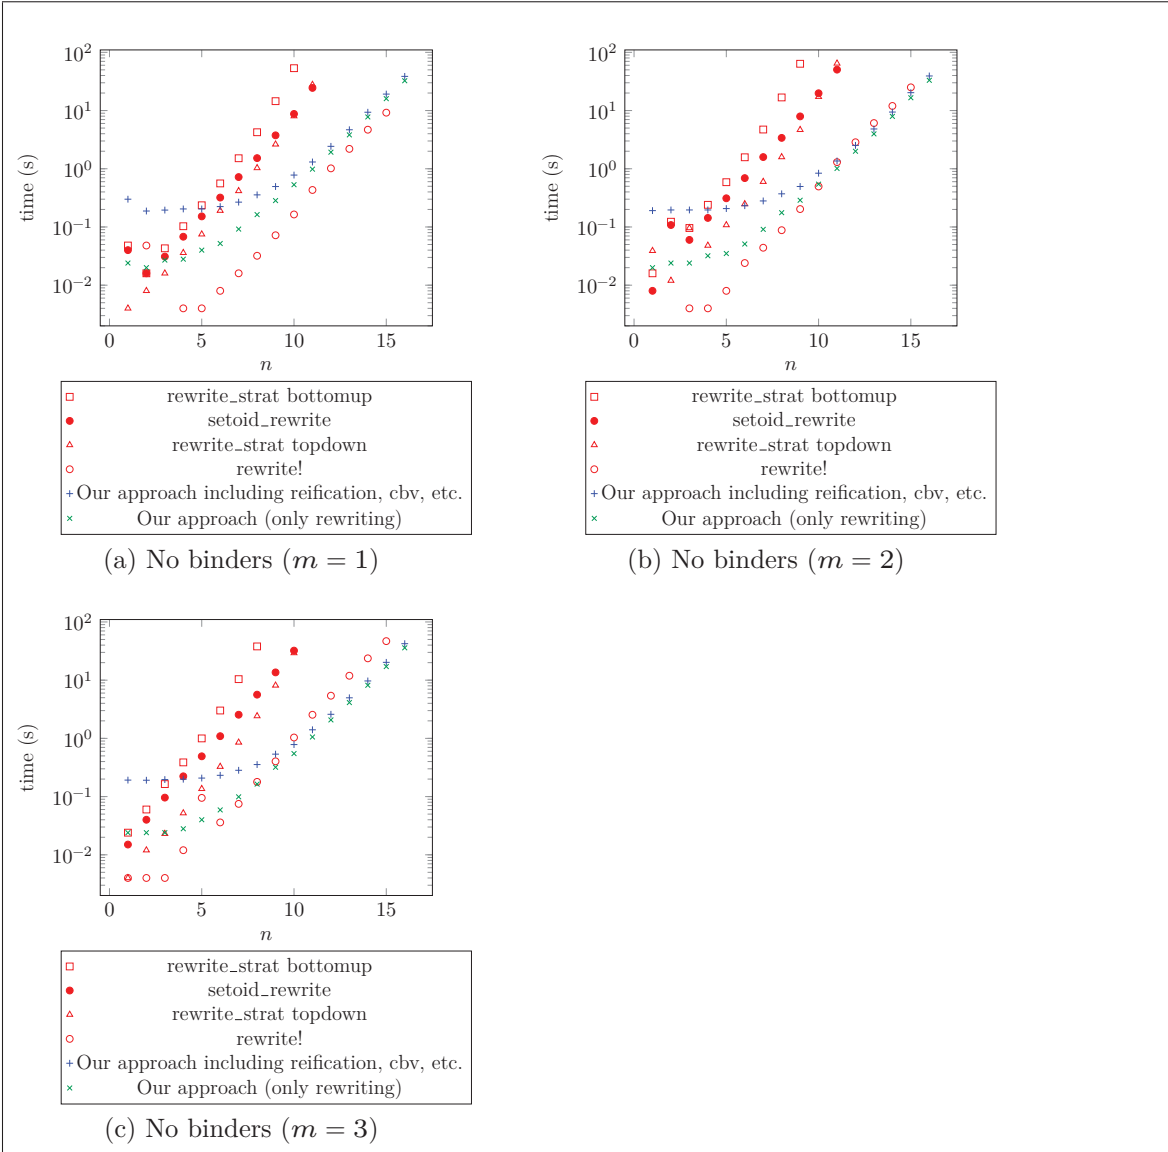 10^2
10^1
10^0
10^−1
10^−2
time (s)
0 5 10 15
n
rewrite_strat bottomup
setoid_rewrite
rewrite_strat topdown
rewrite!
Our approach including reification, cbv, etc.
Our approach (only rewriting)
(a) No binders (m = 1)
10^2
10^1
10^0
10^−1
10^−2
time (s)
0 5 10 15
n
rewrite_strat bottomup
setoid_rewrite
rewrite_strat topdown
rewrite!
Our approach including reification, cbv, etc.
Our approach (only rewriting)
(b) No binders (m = 2)
10^2
10^1
10^0
10^−1
10^−2
time (s)
0 5 10 15
n
rewrite_strat bottomup
setoid_rewrite
rewrite_strat topdown
rewrite!
Our approach including reification, cbv, etc.
Our approach (only rewriting)
(c) No binders (m = 3)